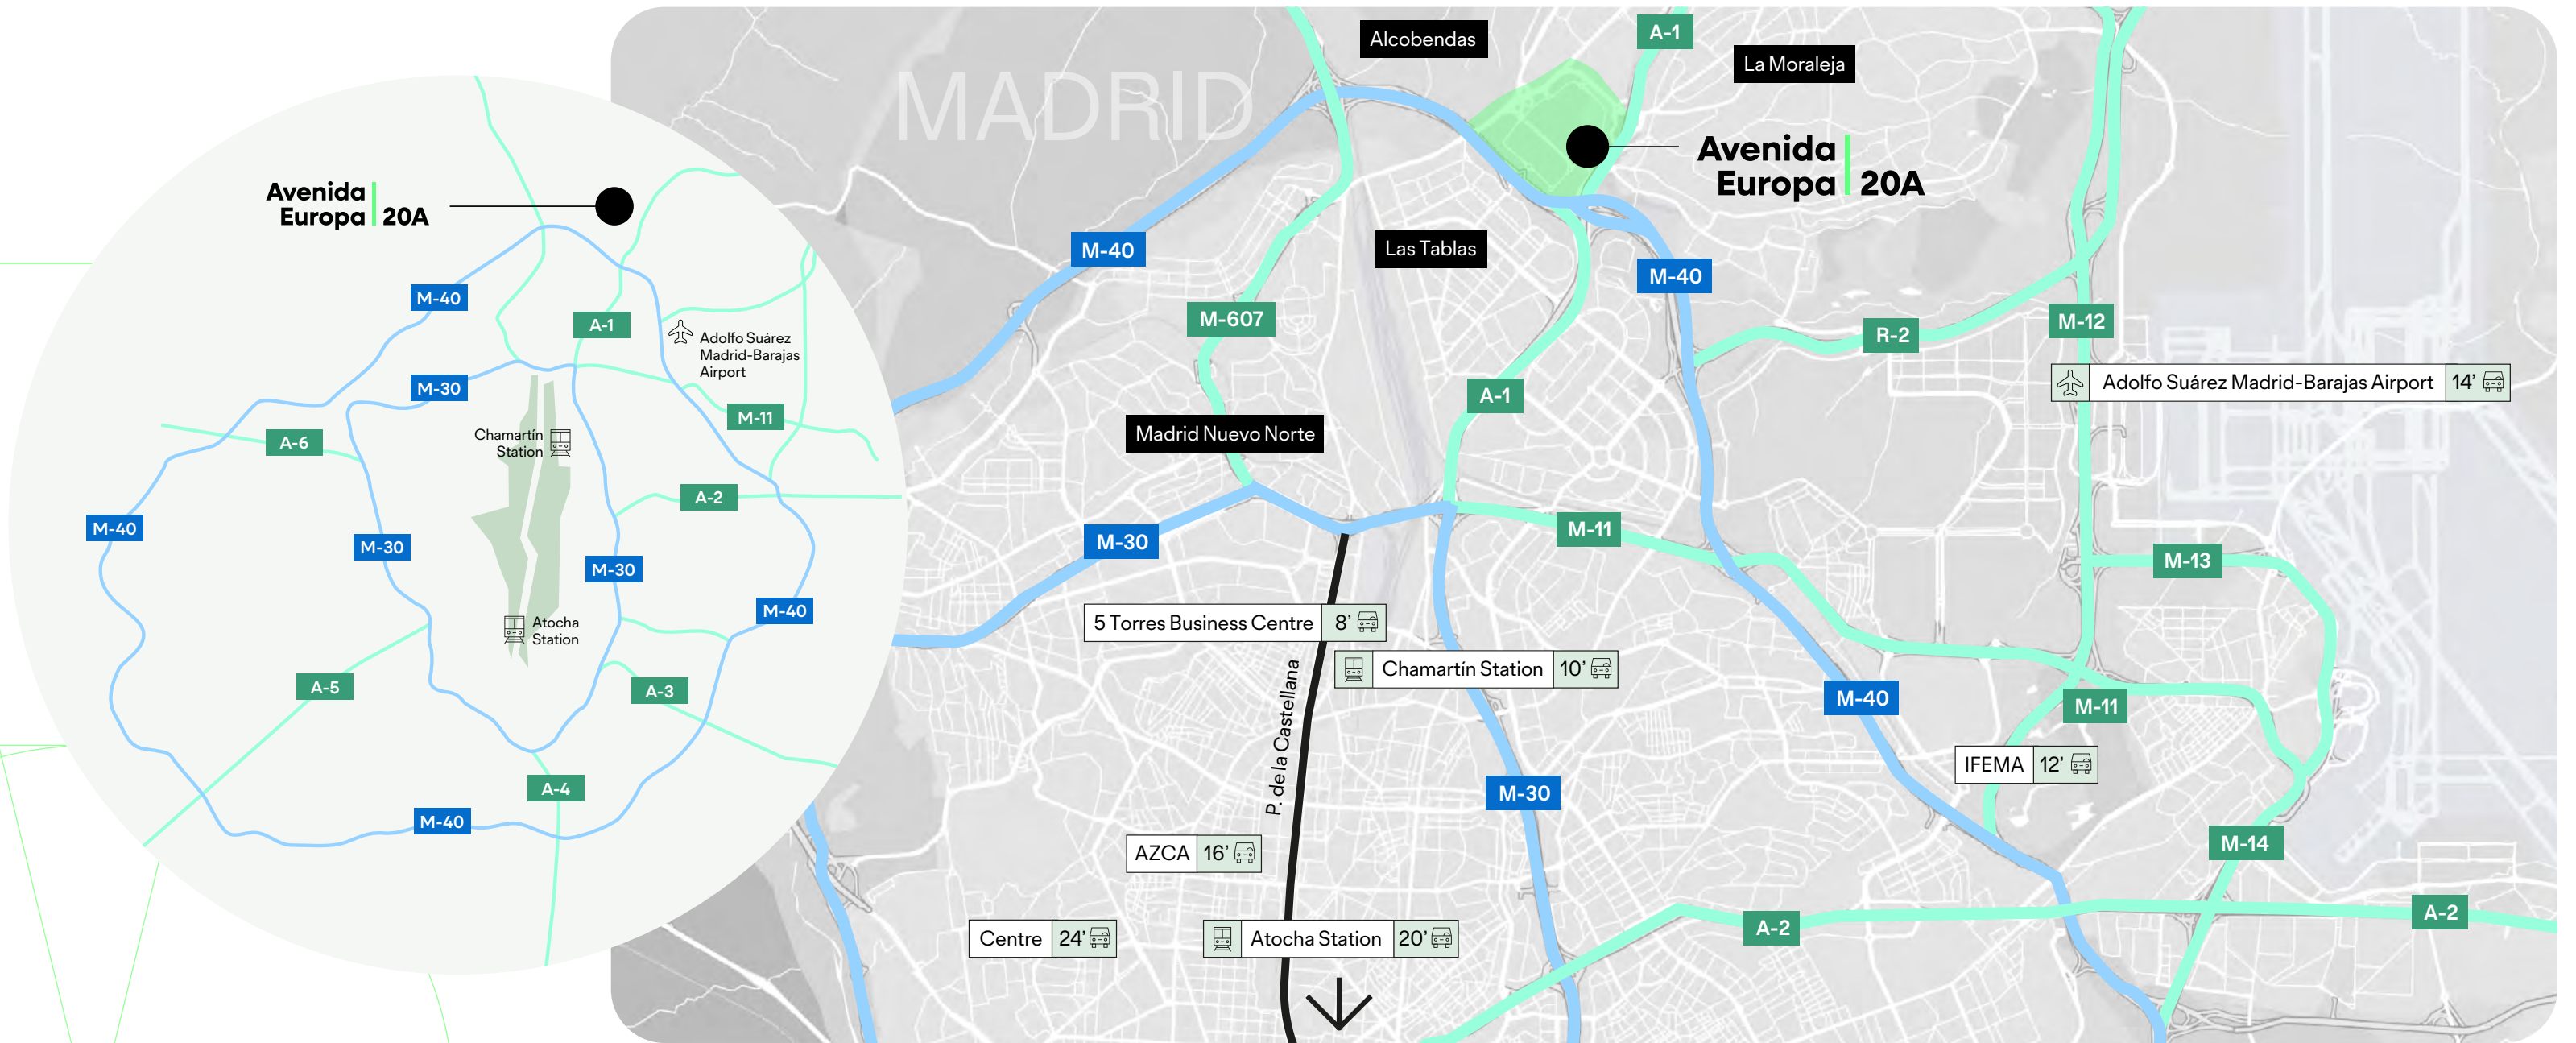 Avenida
Europa 20A
M-40
A-1
Adolfo Suárez
Madrid-Barajas
Airport
M-30
M-11
A-6
Chamartín
Station
A-2
M-40
M-30
M-30
M-40
Atocha
Station
A-5
A-3
A-4
M-40
MADRID
Alcobendas
A-1
La Moraleja
Avenida
Europa 20A
M-40
Las Tablas
M-40
M-607
R-2
M-12
Adolfo Suárez Madrid-Barajas Airport 14’
A-1
Madrid Nuevo Norte
M-30
M-11
M-13
5 Torres Business Centre 8’
Chamartín Station 10’
P. de la Castellana
M-40
M-11
IFEMA 12’
M-30
M-14
AZCA 16’
A-2
A-2
Centre 24’
Atocha Station 20’